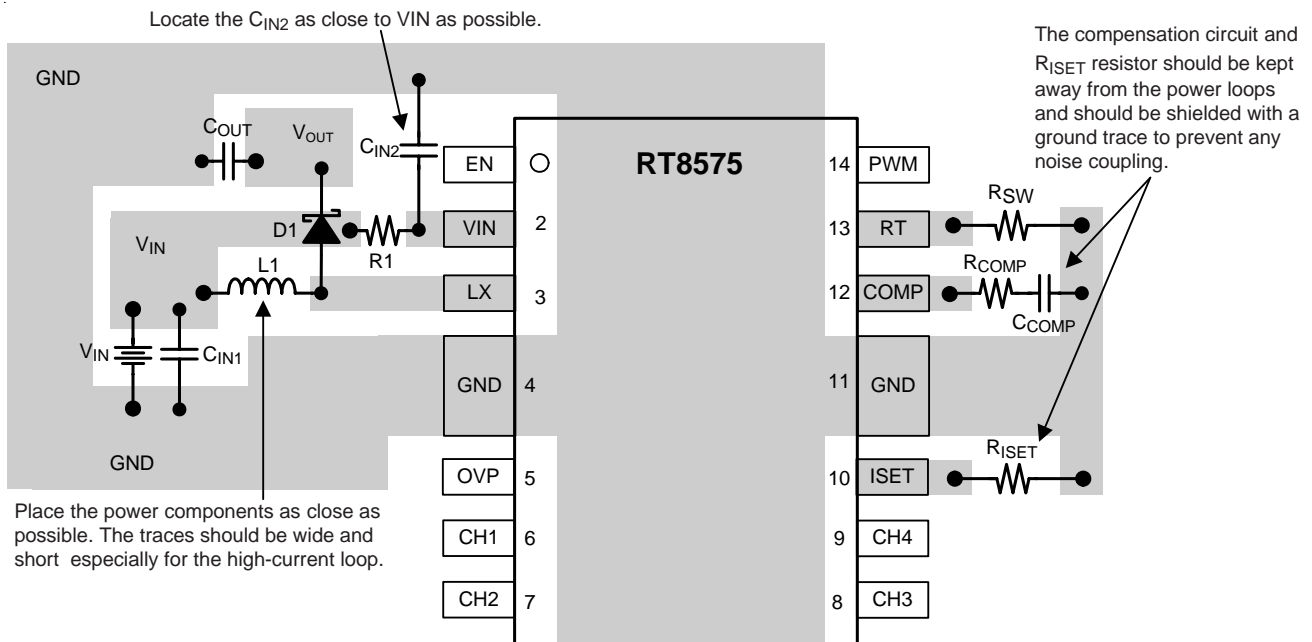 Locate the CIN2 as close to VIN as possible.
The compensation circuit and
RISET resistor should be kept
away from the power loops
and should be shielded with a
ground trace to prevent any
noise coupling.
GND
COUT
VOUT
CIN2
EN
RT8575
14 PWM
RSW
VIN
D1
R1
VIN 2
13 RT
L1
RCOMP
LX 3
12 COMP
CCOMP
VIN
CIN1
GND 4
11 GND
GND
RISET
OVP 5
10 ISET
Place the power components as close as
possible. The traces should be wide and
short especially for the high-current loop.
CH1 6
9 CH4
CH2 7
8 CH3